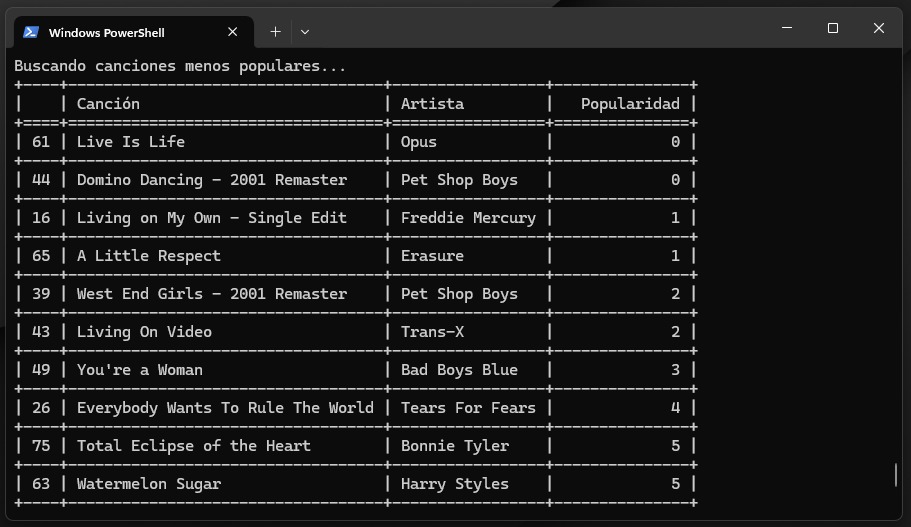 Windows PowerShell
Buscando canciones menos populares...
Canción Artista Popularidad
61 Live Is Life Opus 0
44 Domino Dancing - 2001 Remaster Pet Shop Boys 0
16 Living on My Own - Single Edit Freddie Mercury 1
65 A Little Respect Erasure 1
39 West End Girls - 2001 Remaster Pet Shop Boys 2
43 Living On Video Trans-X 2
49 You're a Woman Bad Boys Blue 3
26 Everybody Wants To Rule The World Tears For Fears 4
75 Total Eclipse of the Heart Bonnie Tyler 5
63 Watermelon Sugar Harry Styles 5